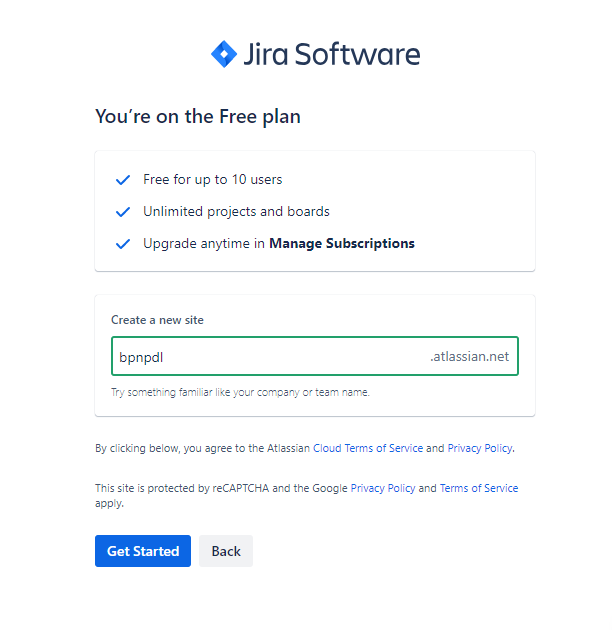 Jira Software
You’re on the Free plan
Free for up to 10 users
Unlimited projects and boards
Upgrade anytime in Manage Subscriptions
Create a new site
bpnpdl .atlassian.net
Try something familiar like your company or team name.
By clicking below, you agree to the Atlassian Cloud Terms of Service and Privacy Policy.
This site is protected by reCAPTCHA and the Google Privacy Policy and Terms of Service
apply.
Get Started Back